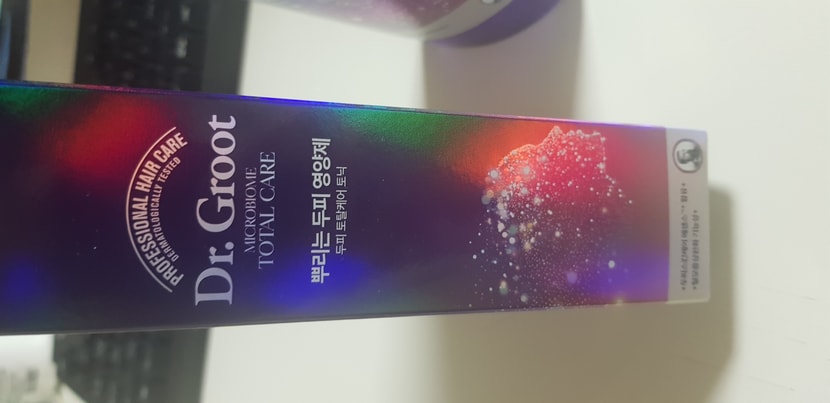 PROFESSIONAL HAIR CARE
DERMATOLOGICALLY TESTED
Dr. Groot
MICROBIOME
TOTAL CARE
뿌리는 두피 영양제
두피 토탈케어 토닉